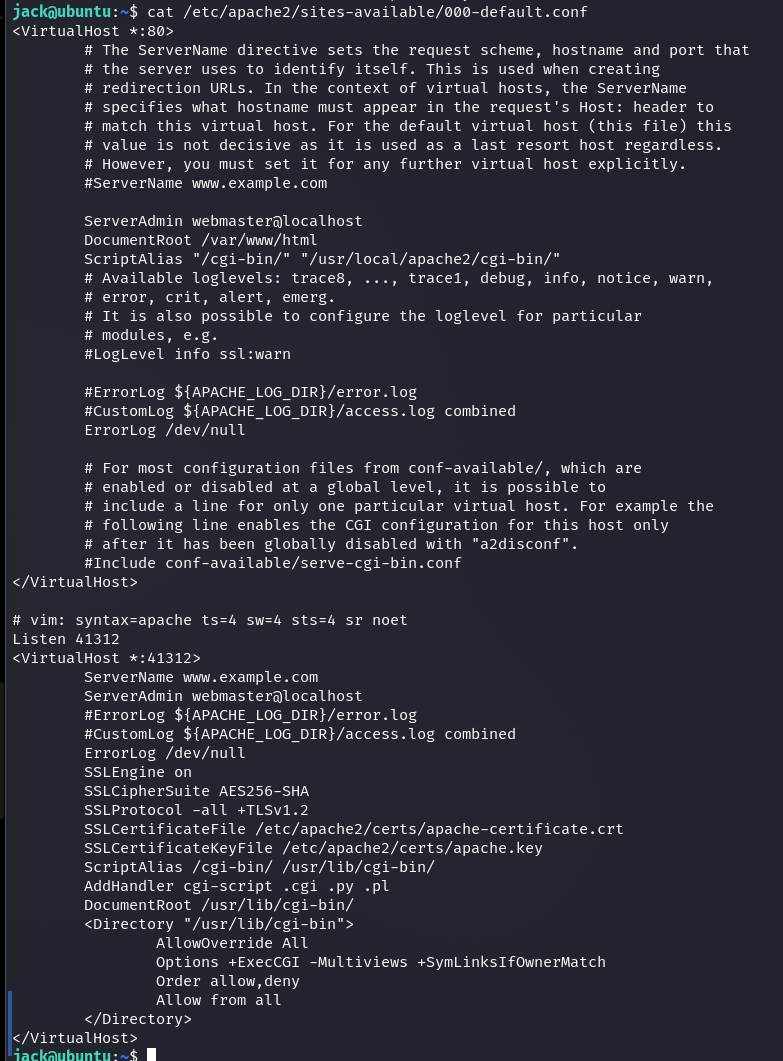 jack@ubuntu:~$ cat /etc/apache2/sites-available/000-default.conf
<VirtualHost *:80>
        # The ServerName directive sets the request scheme, hostname and port that
        # the server uses to identify itself. This is used when creating
        # redirection URLs. In the context of virtual hosts, the ServerName
        # specifies what hostname must appear in the request's Host: header to
        # match this virtual host. For the default virtual host (this file) this
        # value is not decisive as it is used as a last resort host regardless.
        # However, you must set it for any further virtual host explicitly.
        #ServerName www.example.com

        ServerAdmin webmaster@localhost
        DocumentRoot /var/www/html
        ScriptAlias "/cgi-bin/" "/usr/local/apache2/cgi-bin/"
        # Available loglevels: trace8, ..., trace1, debug, info, notice, warn,
        # error, crit, alert, emerg.
        # It is also possible to configure the loglevel for particular
        # modules, e.g.
        #LogLevel info ssl:warn

        #ErrorLog ${APACHE_LOG_DIR}/error.log
        #CustomLog ${APACHE_LOG_DIR}/access.log combined
        ErrorLog /dev/null

        # For most configuration files from conf-available/, which are
        # enabled or disabled at a global level, it is possible to
        # include a line for only one particular virtual host. For example the
        # following line enables the CGI configuration for this host only
        # after it has been globally disabled with "a2disconf".
        #Include conf-available/serve-cgi-bin.conf
</VirtualHost>

# vim: syntax=apache ts=4 sw=4 sts=4 sr noet
Listen 41312
<VirtualHost *:41312>
        ServerName www.example.com
        ServerAdmin webmaster@localhost
        #ErrorLog ${APACHE_LOG_DIR}/error.log
        #CustomLog ${APACHE_LOG_DIR}/access.log combined
        ErrorLog /dev/null
        SSLEngine on
        SSLCipherSuite AES256-SHA
        SSLProtocol -all +TLSv1.2
        SSLCertificateFile /etc/apache2/certs/apache-certificate.crt
        SSLCertificateKeyFile /etc/apache2/certs/apache.key
        ScriptAlias /cgi-bin/ /usr/lib/cgi-bin/
        AddHandler cgi-script .cgi .py .pl
        DocumentRoot /usr/lib/cgi-bin/
        <Directory "/usr/lib/cgi-bin">
                AllowOverride All
                Options +ExecCGI -Multiviews +SymLinksIfOwnerMatch
                Order allow,deny
                Allow from all
        </Directory>
</VirtualHost>
jack@ubuntu:~$